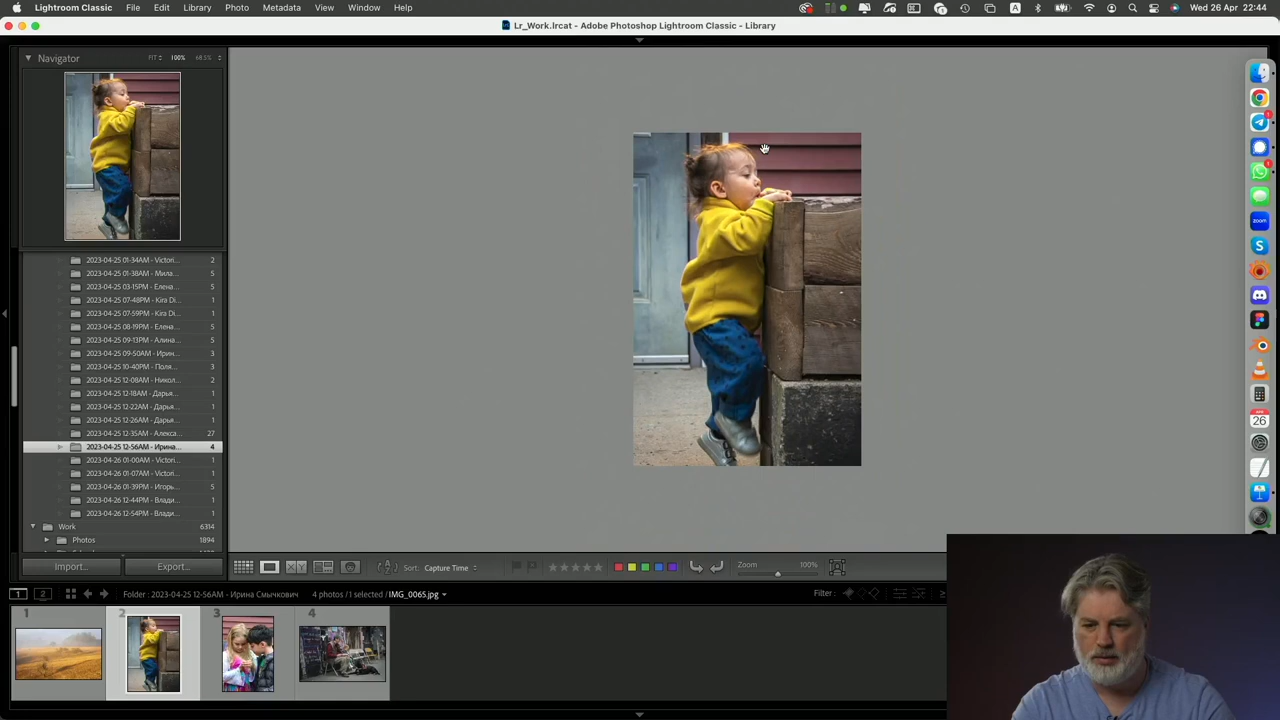 Lightroom Classic File Edit Library Photo Metadata View Window Help A Wed 26 Apr 22:44
Lr_Work.lrcat - Adobe Photoshop Lightroom Classic - Library
Navigator FIT 100% 68.5%
2023-04-25 01-34AM - Victori... 2
2023-04-25 01-38AM - Мила... 5
2023-04-25 03-15PM - Елена... 5
2023-04-25 07-48PM - Kira Di... 1
2023-04-25 07-59PM - Kira Di... 1
2023-04-25 08-19PM - Елена... 5
2023-04-25 09-13PM - Алина... 5
2023-04-25 09-50AM - Ирин... 3
2023-04-25 10-40PM - Поля... 3
2023-04-25 12-08AM - Никол... 2
2023-04-25 12-18AM - Дарья... 1
2023-04-25 12-22AM - Дарья... 1
2023-04-25 12-26AM - Дарья... 1
2023-04-25 12-35AM - Алекса... 27
2023-04-25 12-56AM - Ирина... 4
2023-04-26 01-00AM - Victori... 1
2023-04-26 01-07AM - Victori... 1
2023-04-26 01-39PM - Игорь... 5
2023-04-26 12-44PM - Влади... 1
2023-04-26 12-54PM - Влади... 1
Work 6314
Photos 1894
Import... Export...
Sort: Capture Time Zoom 100%
1 2 Folder : 2023-04-25 12-56AM - Ирина Смычкович 4 photos / 1 selected / IMG_0065.jpg Filter :
1 2 3 4
zoom
APR
26